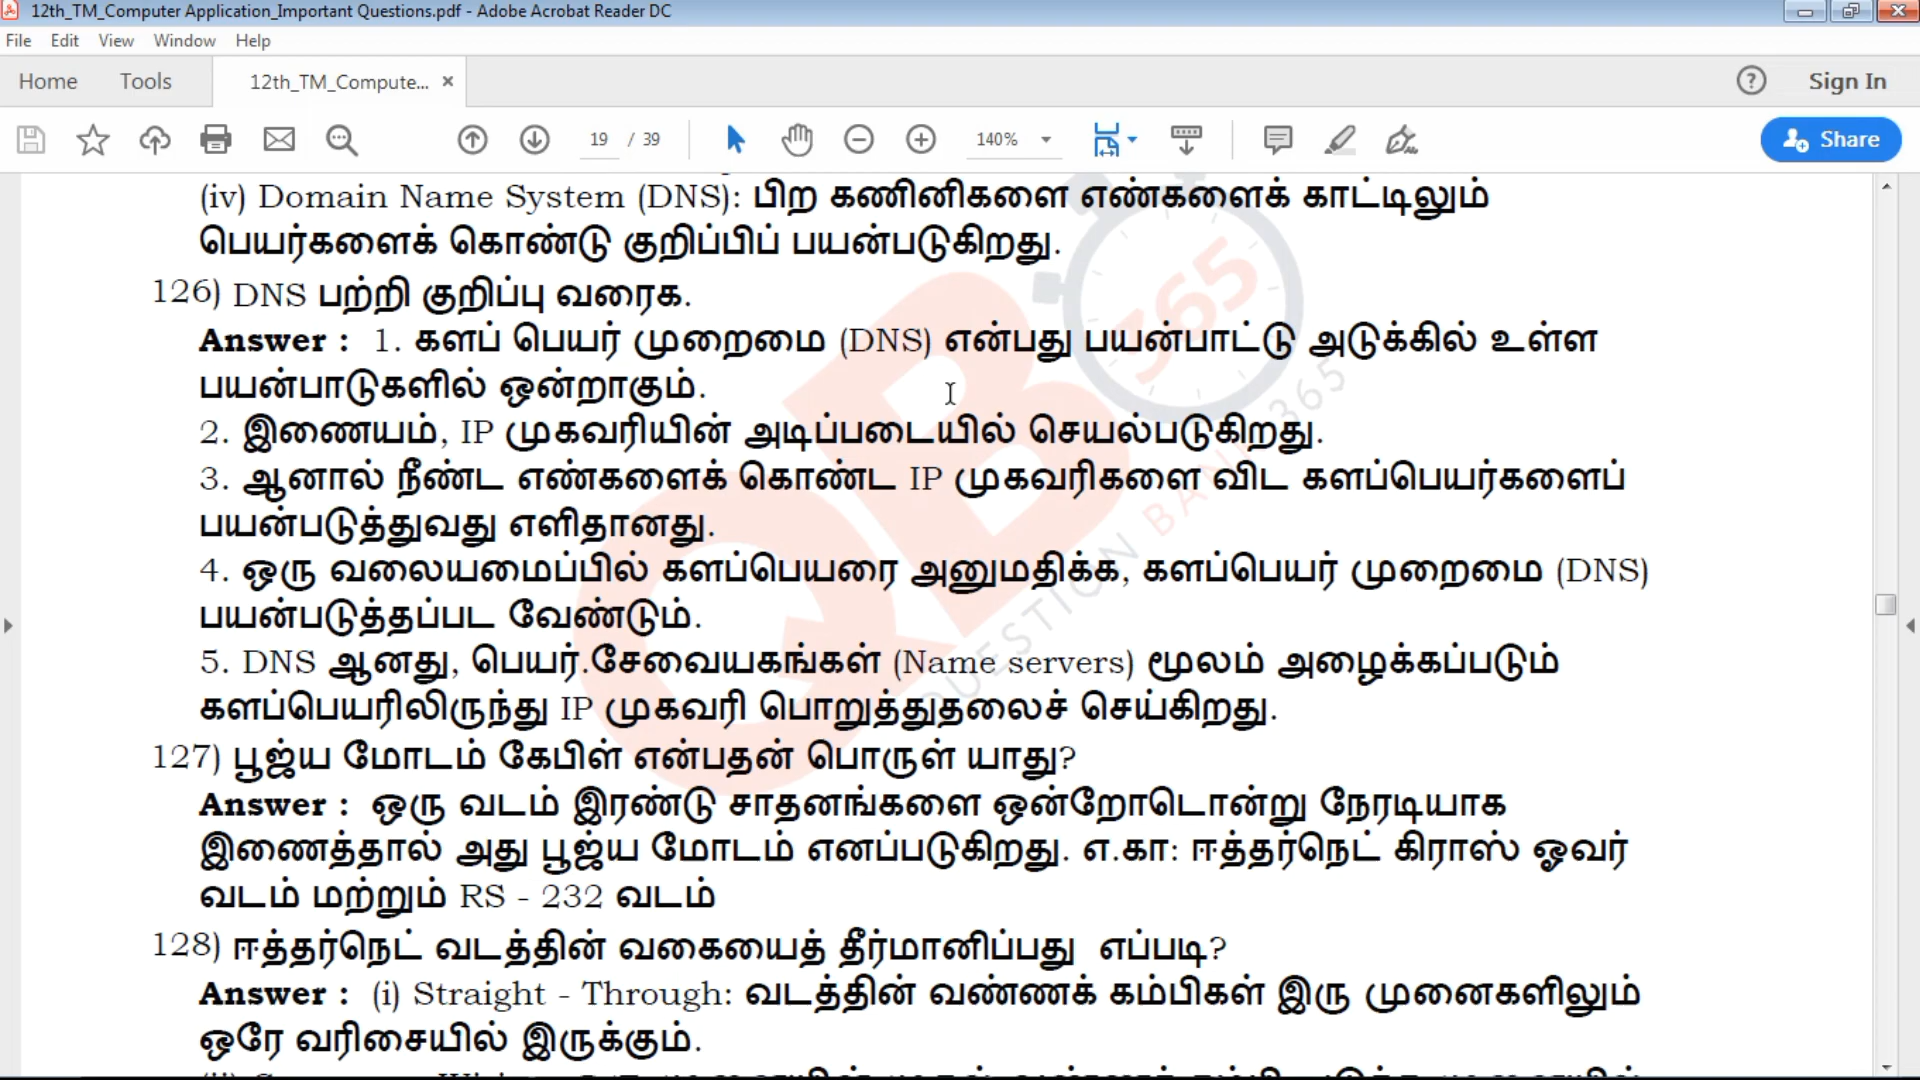 12th_TM_Computer Application_Important Questions.pdf - Adobe Acrobat Reader DC
File Edit View Window Help
Home Tools 12th_TM_Compute... × Sign In
19 / 39 140% Share
(iv) Domain Name System (DNS): பிற கணினிகளை எண்களைக் காட்டிலும்
பெயர்களைக் கொண்டு குறிப்பிப் பயன்படுகிறது.
126) DNS பற்றி குறிப்பு வரைக.
Answer : 1. களப் பெயர் முறைமை (DNS) என்பது பயன்பாட்டு அடுக்கில் உள்ள
பயன்பாடுகளில் ஒன்றாகும்.
2. இணையம், IP முகவரியின் அடிப்படையில் செயல்படுகிறது.
3. ஆனால் நீண்ட எண்களைக் கொண்ட IP முகவரிகளை விட களப்பெயர்களைப்
பயன்படுத்துவது எளிதானது.
4. ஒரு வலையமைப்பில் களப்பெயரை அனுமதிக்க, களப்பெயர் முறைமை (DNS)
பயன்படுத்தப்பட வேண்டும்.
5. DNS ஆனது, பெயர்.சேவையகங்கள் (Name servers) மூலம் அழைக்கப்படும்
களப்பெயரிலிருந்து IP முகவரி பொறுத்துதலைச் செய்கிறது.
127) பூஜ்ய மோடம் கேபிள் என்பதன் பொருள் யாது?
Answer : ஒரு வடம் இரண்டு சாதனங்களை ஒன்றோடொன்று நேரடியாக
இணைத்தால் அது பூஜ்ய மோடம் எனப்படுகிறது. எ.கா: ஈத்தர்நெட் கிராஸ் ஓவர்
வடம் மற்றும் RS - 232 வடம்
128) ஈத்தர்நெட் வடத்தின் வகையைத் தீர்மானிப்பது எப்படி?
Answer : (i) Straight - Through: வடத்தின் வண்ணக் கம்பிகள் இரு முனைகளிலும்
ஒரே வரிசையில் இருக்கும்.
QB 365
QUESTION BANK 365